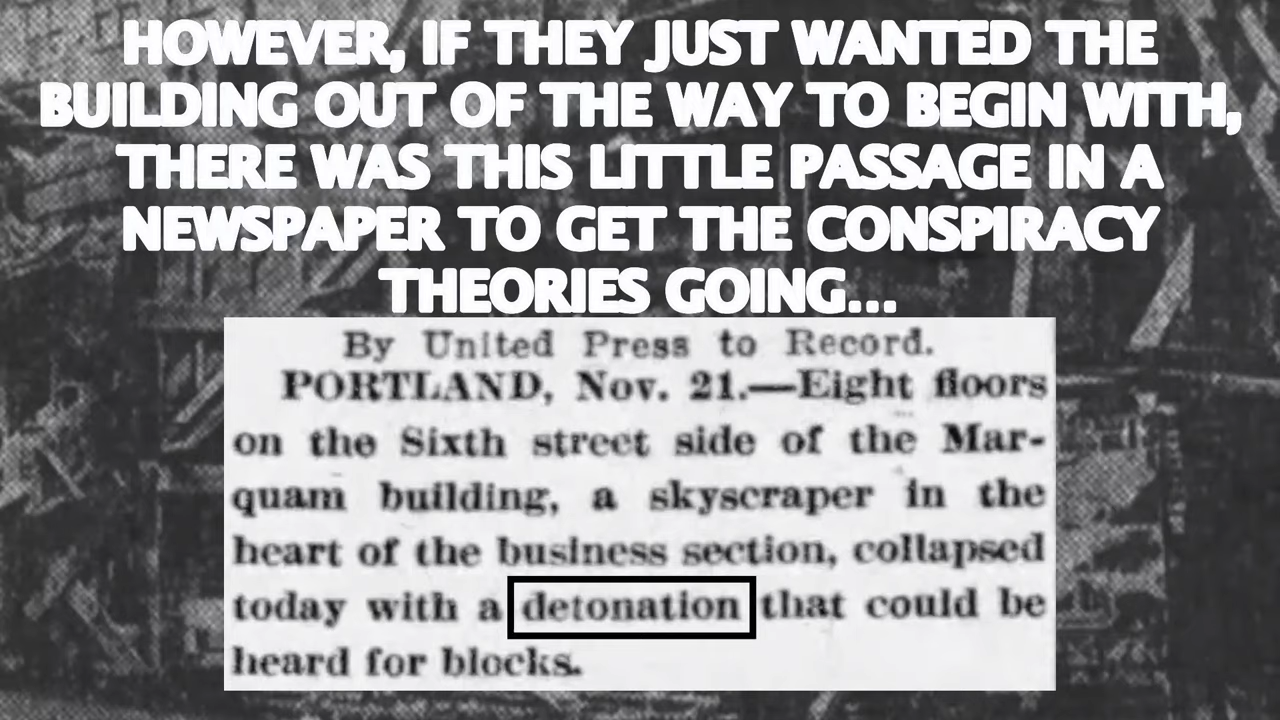 HOWEVER, IF THEY JUST WANTED THE
BUILDING OUT OF THE WAY TO BEGIN WITH,
THERE WAS THIS LITTLE PASSAGE IN A
NEWSPAPER TO GET THE CONSPIRACY
THEORIES GOING...
By United Press to Record.
PORTLAND, Nov. 21.—Eight floors
on the Sixth street side of the Mar-
quam building, a skyscraper in the
heart of the business section, collapsed
today with a detonation that could be
heard for blocks.